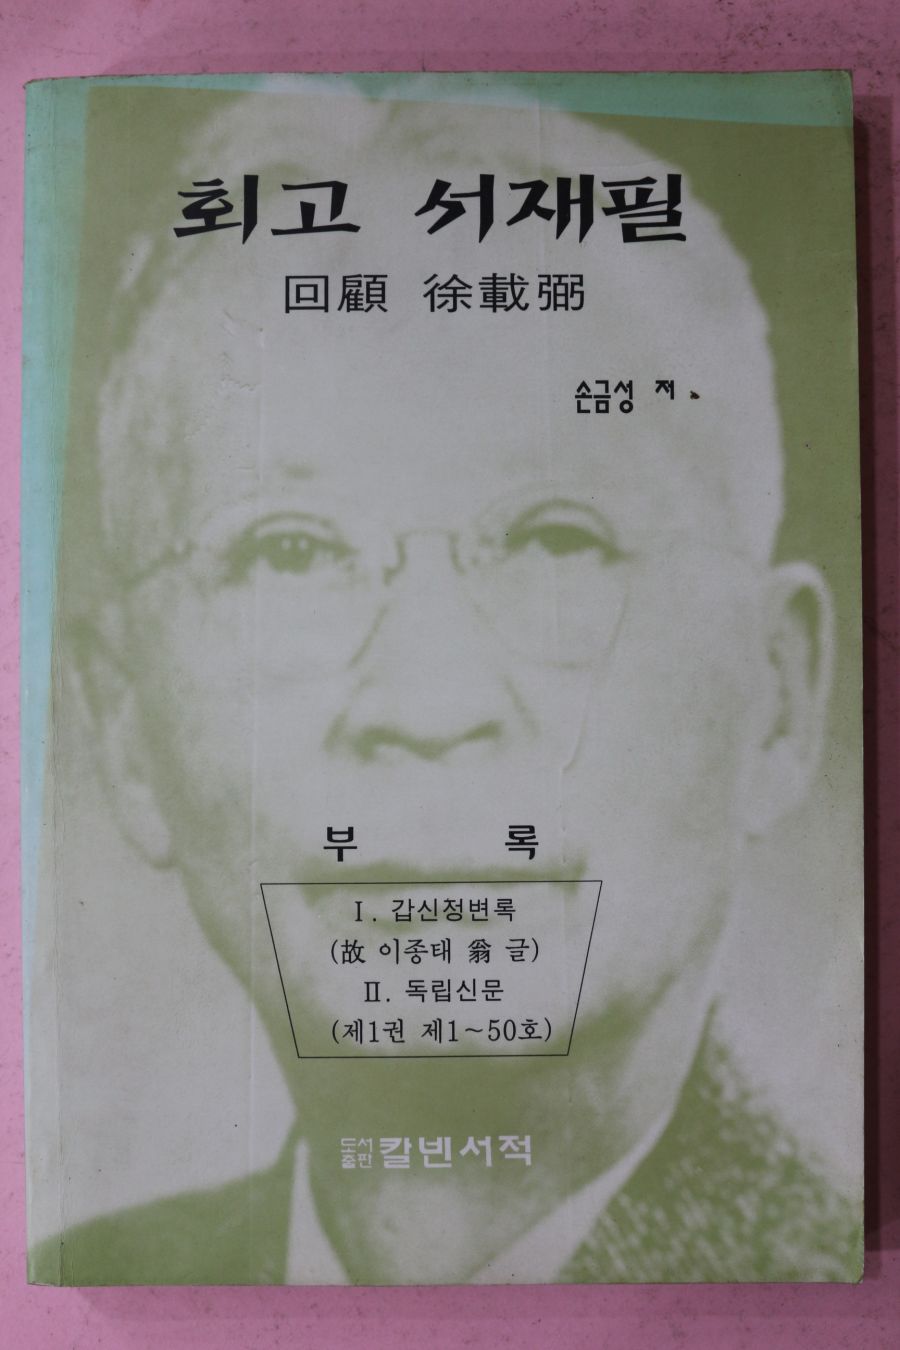 회고 서재필
回顧 徐載弼
손금성 저
부 록
Ⅰ. 갑신정변록
(故 이종태 翁 글)
Ⅱ. 독립신문
(제1권 제1~50호)
도서출판 칼빈서적